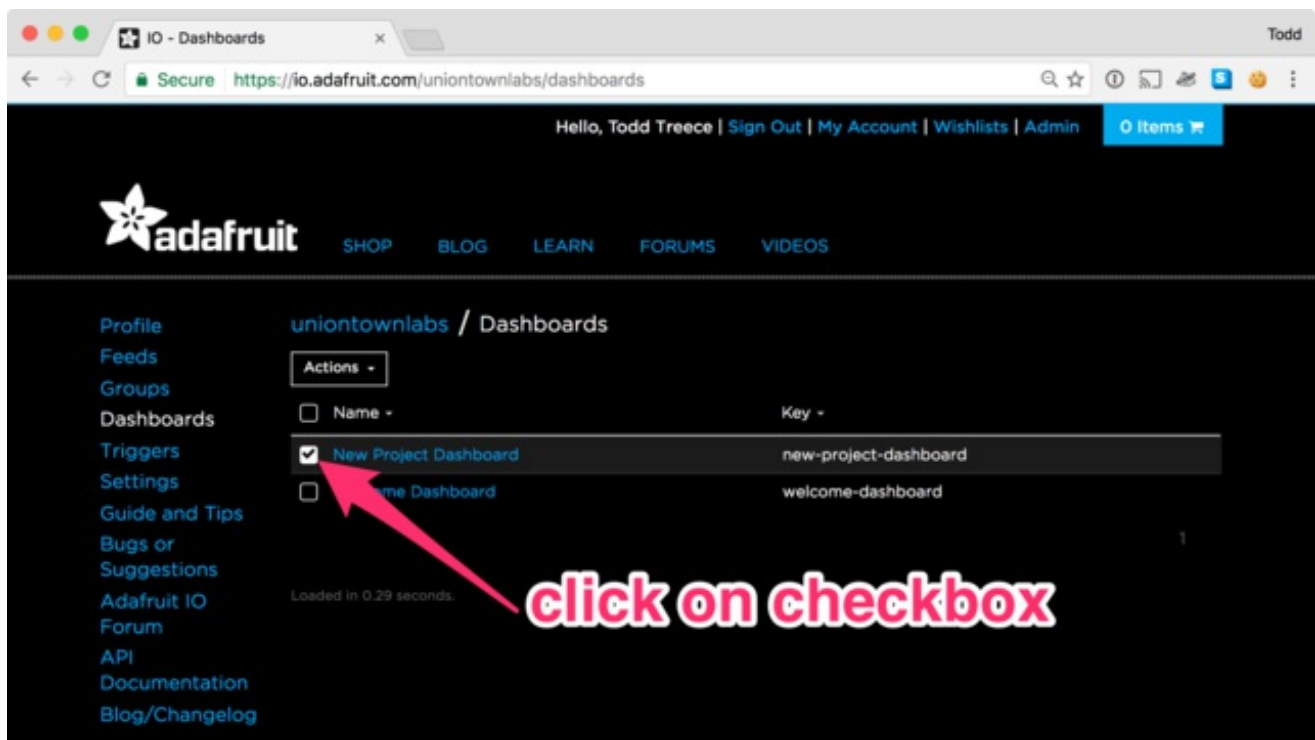 IO - Dashboards
Todd
Secure https://io.adafruit.com/uniontownlabs/dashboards
Hello, Todd Treece | Sign Out | My Account | Wishlists | Admin 0 Items
adafruit SHOP BLOG LEARN FORUMS VIDEOS
Profile
Feeds
Groups
Dashboards
Triggers
Settings
Guide and Tips
Bugs or
Suggestions
Adafruit IO
Forum
API
Documentation
Blog/Changelog
uniontownlabs / Dashboards
Actions
Name Key
New Project Dashboard new-project-dashboard
Dashboard welcome-dashboard
1
Loaded in 0.29 seconds.
click on checkbox